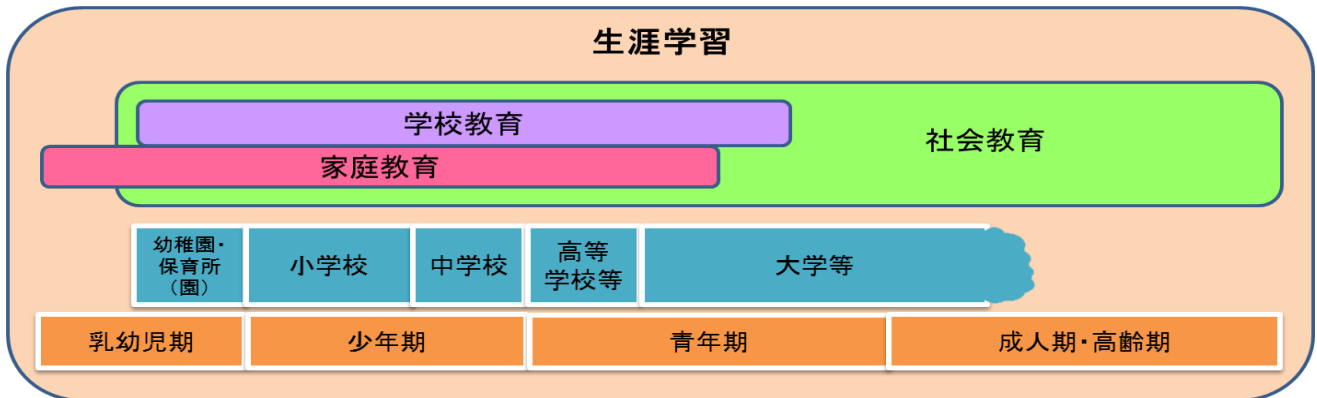 生涯学習
学校教育
社会教育
家庭教育
幼稚園・
保育所
（園）
小学校
中学校
高等
学校等
大学等
乳幼児期
少年期
青年期
成人期・高齢期